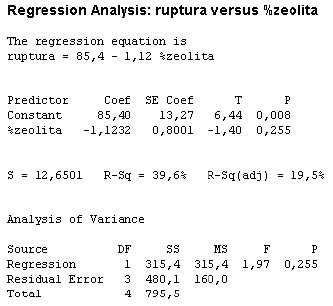 Regression Analysis: ruptura versus %zeolita
The regression equation is
ruptura = 85,4 - 1,12 %zeolita
Predictor Coef SE Coef T P
Constant 85,40 13,27 6,44 0,008
%zeolita -1,1232 0,8001 -1,40 0,255
S = 12,6501 R-Sq = 39,6% R-Sq(adj) = 19,5%
Analysis of Variance
Source DF SS MS F P
Regression 1 315,4 315,4 1,97 0,255
Residual Error 3 480,1 160,0
Total 4 795,5